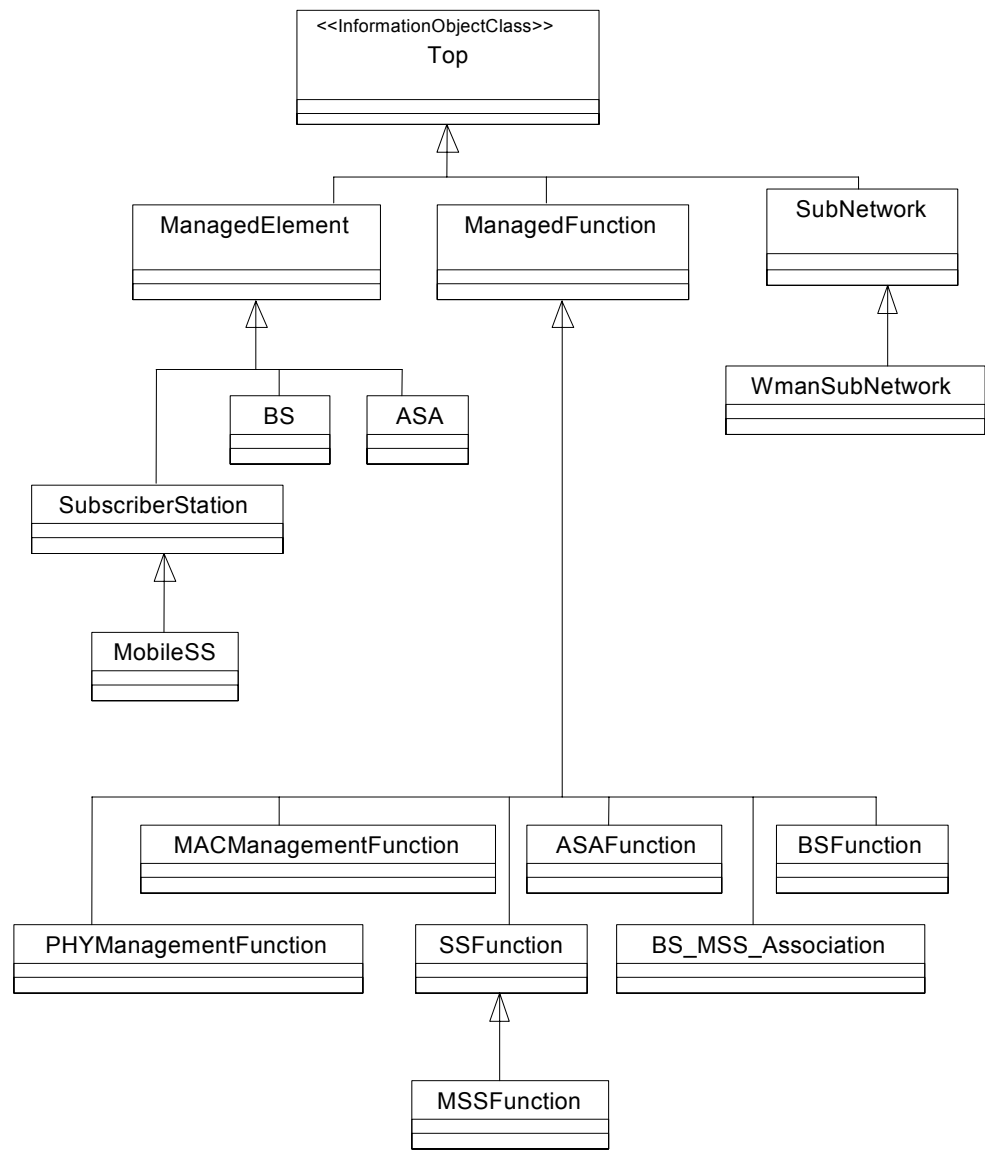 <<InformationObjectClass>>
Top
ManagedElement
ManagedFunction
SubNetwork
BS
ASA
WmanSubNetwork
SubscriberStation
MobileSS
MACManagementFunction
ASAFunction
BSFunction
PHYManagementFunction
SSFunction
BS_MSS_Association
MSSFunction